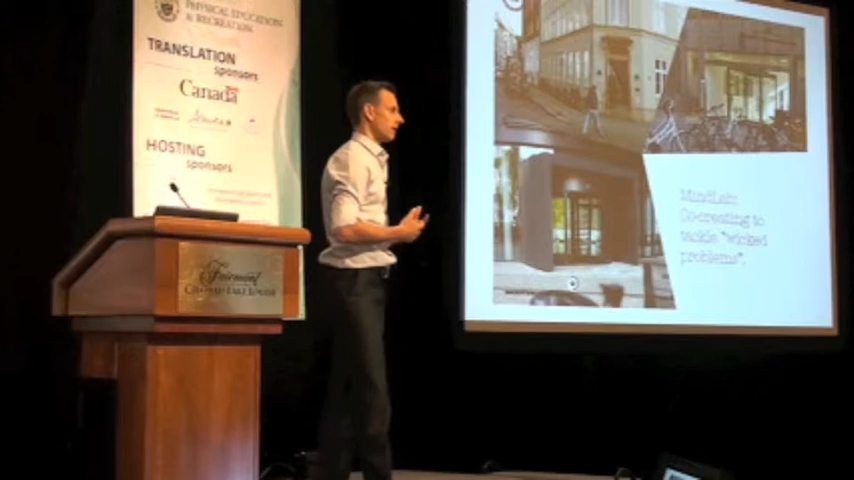 PHYSICAL EDUCATION
& RECREATION
TRANSLATION
sponsors
Canada
HOSTING
sponsors
Fairmont
CHATEAU LAKE LOUISE
MindLab:
Co-creating to
tackle "wicked
problems".